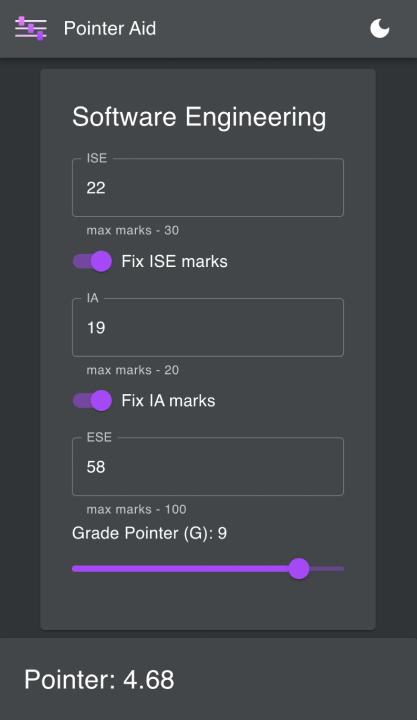 Pointer Aid
Software Engineering
ISE
22
max marks - 30
Fix ISE marks
IA
19
max marks - 20
Fix IA marks
ESE
58
max marks - 100
Grade Pointer (G): 9
Pointer: 4.68